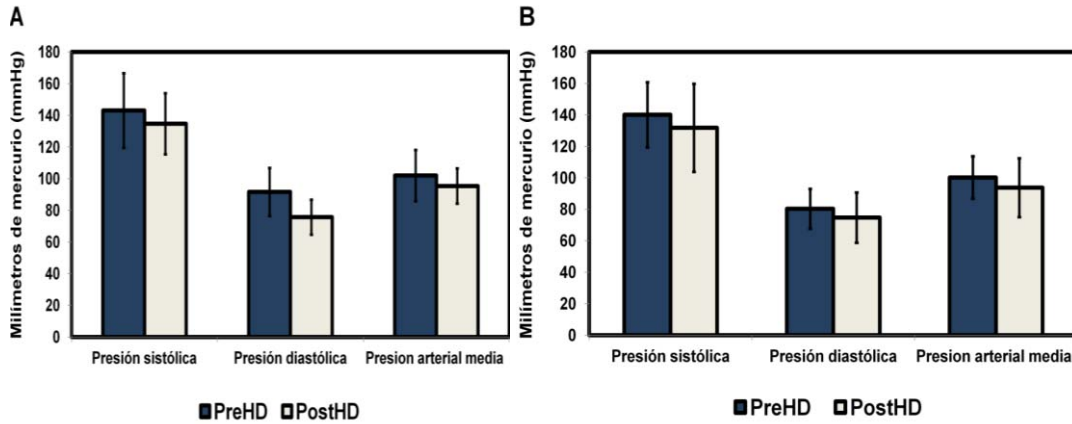 A
Milímetros de mercurio (mmHg)
180
160
140
120
100
80
60
40
20
0
Presión sistólica
Presión diastólica
Presion arterial media
PreHD
PostHD
B
Milímetros de mercurio (mmHg)
180
160
140
120
100
80
60
40
20
0
Presión sistólica
Presión diastólica
Presion arterial media
PreHD
PostHD